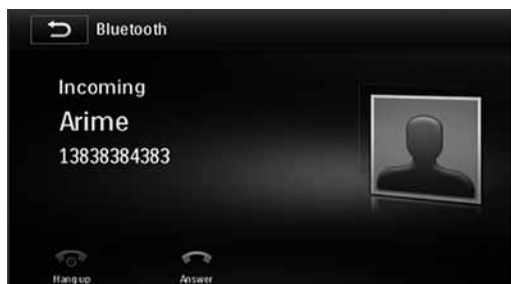 Bluetooth
Incoming
Arime
13838384383
Hang up Answer